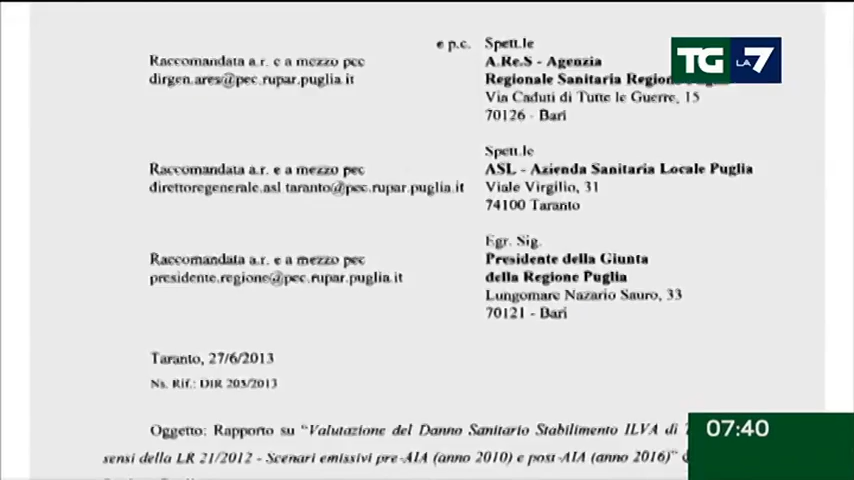 e p.c. Spett.le
Raccomandata a.r. e a mezzo pec A.Re.S - Agenzia
dirgen.ares@pec.rupar.puglia.it Regionale Sanitaria
Via Caduti di Tutte le Guerre, 15
70126 - Bari
TG LA7
Spett.le
Raccomandata a.r. e a mezzo pec ASL - Azienda Sanitaria Locale Puglia
direttoregenerale.asl taranto@pec.rupar.puglia.it Viale Virgilio, 31
74100 Taranto
Egr. Sig.
Raccomandata a.r. e a mezzo pec Presidente della Giunta
presidente.regione@pec.rupar.puglia.it della Regione Puglia
Lungomare Nazario Sauro, 33
70121 - Bari
Taranto, 27/6/2013
Ns. Rif.: DIR 203/2013
Oggetto: Rapporto su “Valutazione del Danno Sanitario Stabilimento ILVA di
sensi della LR 21/2012 - Scenari emissivi pre-AIA (anno 2010) e post-AIA (anno 2016)”
07:40